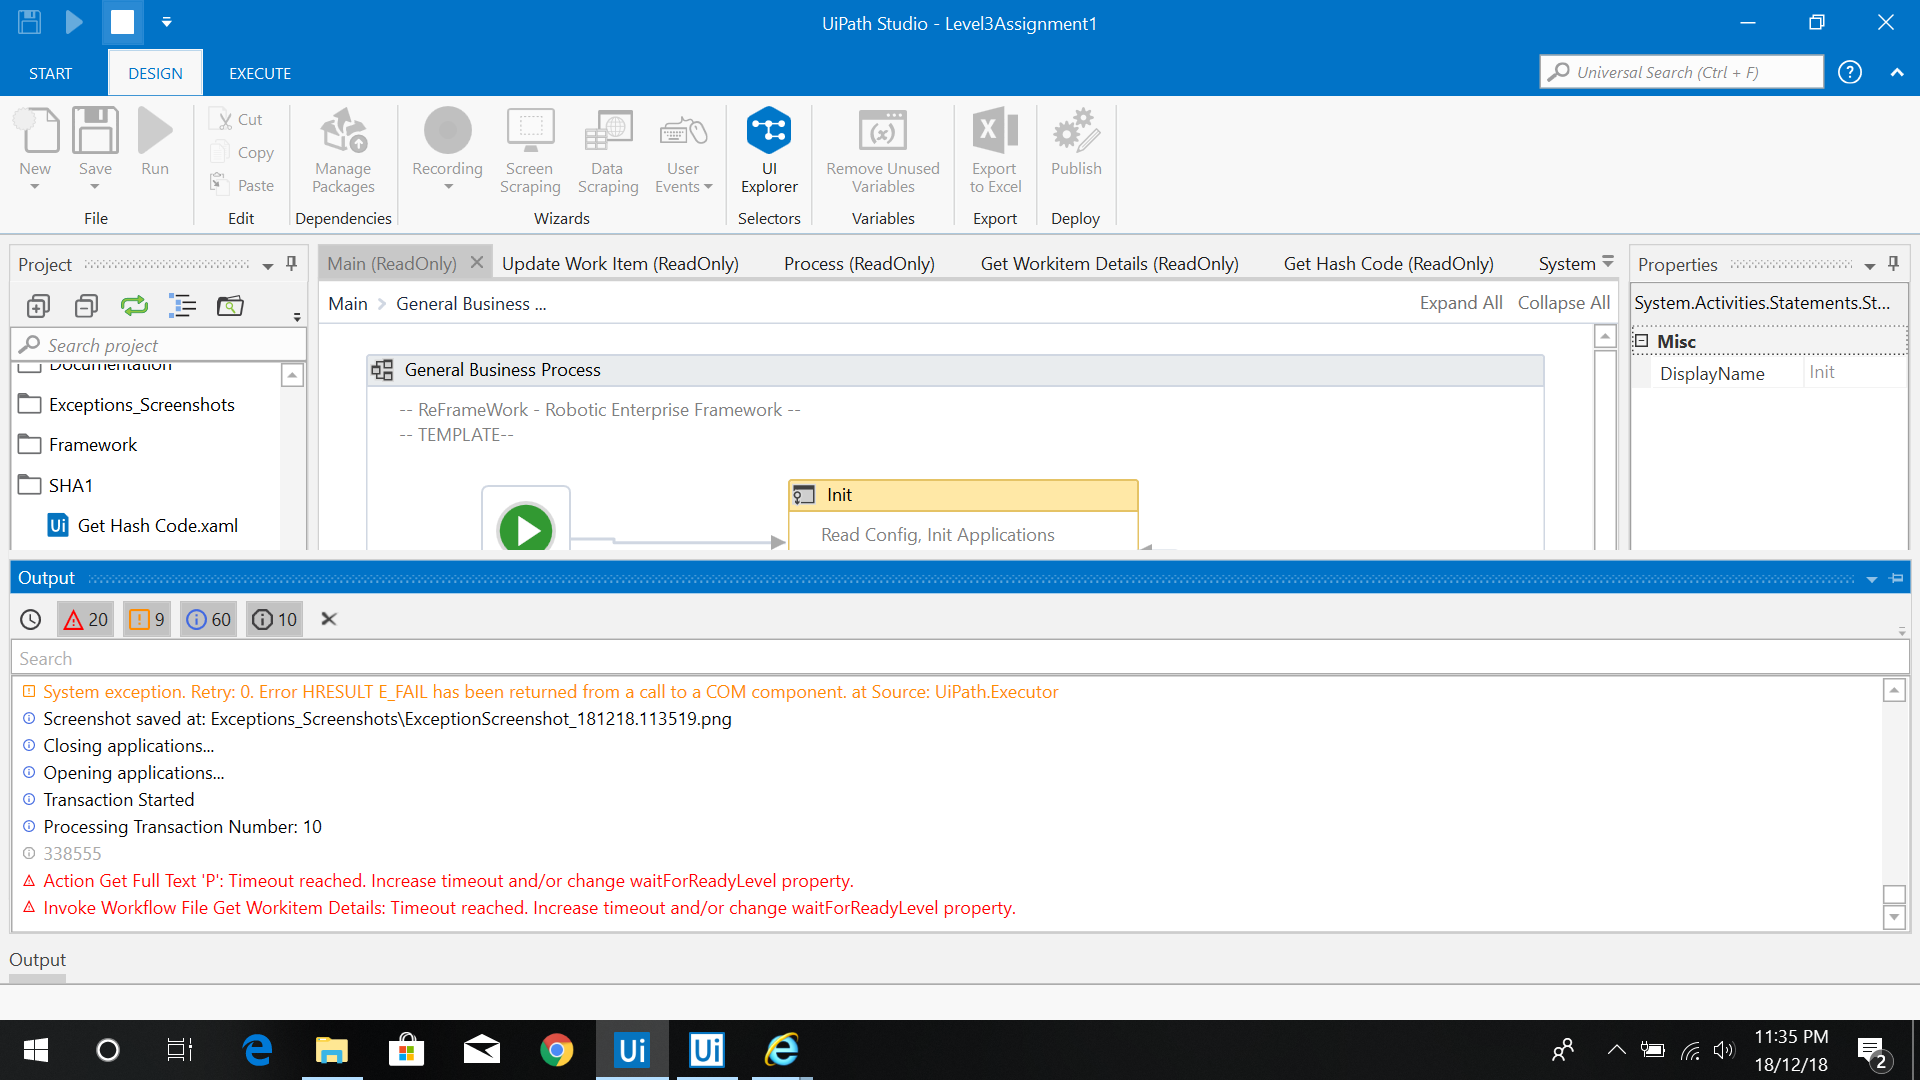 UiPath Studio - Level3Assignment1
START
DESIGN
EXECUTE
Universal Search (Ctrl + F)
New
Save
Run
Cut
Copy
Paste
Manage Packages
Recording
Screen Scraping
Data Scraping
User Events
UI Explorer
Remove Unused Variables
Export to Excel
Publish
File
Edit
Dependencies
Wizards
Selectors
Variables
Export
Deploy
Project
Main (ReadOnly)
Update Work Item (ReadOnly)
Process (ReadOnly)
Get Workitem Details (ReadOnly)
Get Hash Code (ReadOnly)
System
Properties
Main > General Business ...
Expand All
Collapse All
System.Activities.Statements.St...
Search project
Misc
DisplayName
Init
Documentation
Exceptions_Screenshots
Framework
SHA1
Ui Get Hash Code.xaml
General Business Process
-- ReFrameWork - Robotic Enterprise Framework --
-- TEMPLATE--
Init
Read Config, Init Applications
Output
20
9
60
10
Search
System exception. Retry: 0. Error HRESULT E_FAIL has been returned from a call to a COM component. at Source: UiPath.Executor
Screenshot saved at: Exceptions_Screenshots\ExceptionScreenshot_181218.113519.png
Closing applications...
Opening applications...
Transaction Started
Processing Transaction Number: 10
338555
Action Get Full Text 'P': Timeout reached. Increase timeout and/or change waitForReadyLevel property.
Invoke Workflow File Get Workitem Details: Timeout reached. Increase timeout and/or change waitForReadyLevel property.
Output
Ui
Ui
11:35 PM
18/12/18
2